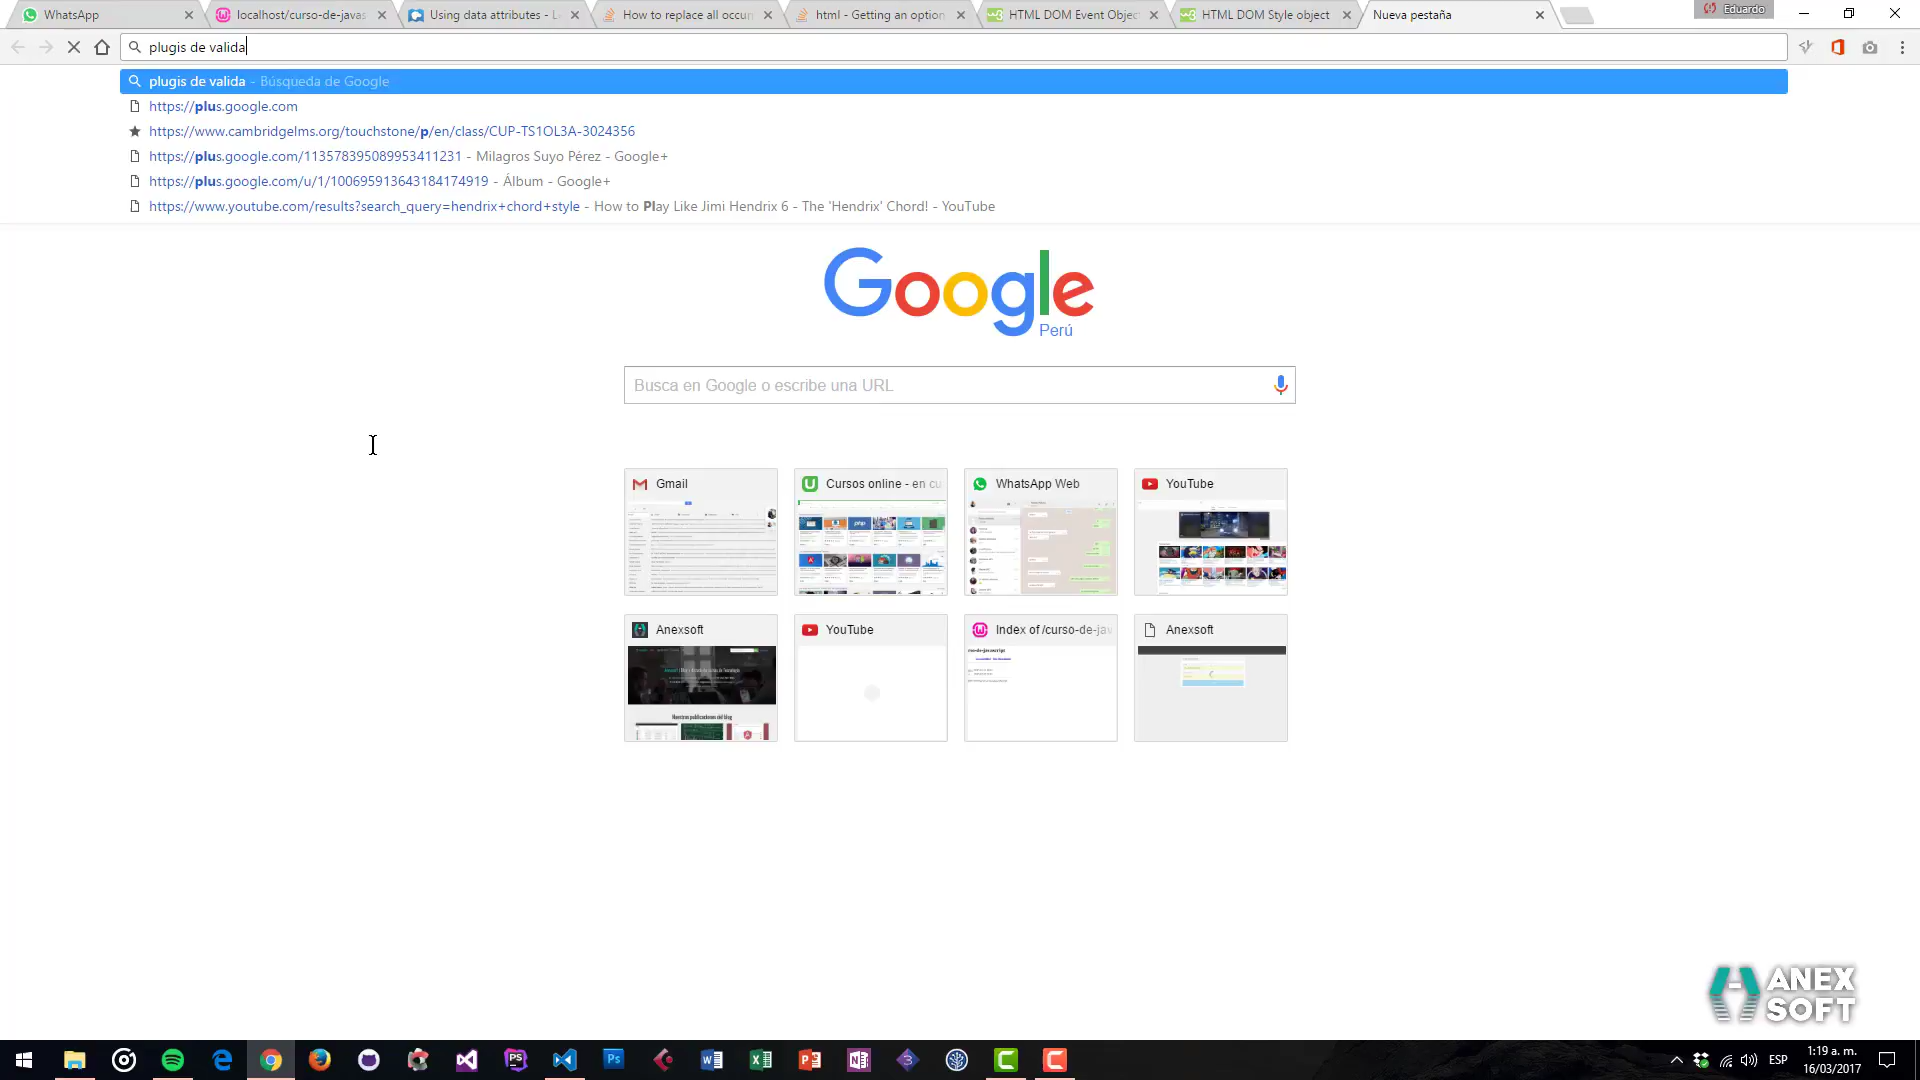 WhatsApp
localhost/curso-de-javas
Using data attributes - Le
How to replace all occurr
html - Getting an option
HTML DOM Event Objec
HTML DOM Style object
Nueva pestaña
Eduardo
plugis de valida
plugis de valida - Búsqueda de Google
https://plus.google.com
https://www.cambridgelms.org/touchstone/p/en/class/CUP-TS1OL3A-3024356
https://plus.google.com/113578395089953411231 - Milagros Suyo Pérez - Google+
https://plus.google.com/u/1/100695913643184174919 - Álbum - Google+
https://www.youtube.com/results?search_query=hendrix+chord+style - How to Play Like Jimi Hendrix 6 - The 'Hendrix' Chord! - YouTube
Google
Perú
Busca en Google o escribe una URL
Gmail
Cursos online - en cu
WhatsApp Web
YouTube
Anexsoft
YouTube
Index of /curso-de-jav
Anexsoft
Nuestras publicaciones del blog
ANEX
SOFT
ESP
1:19 a. m.
16/03/2017